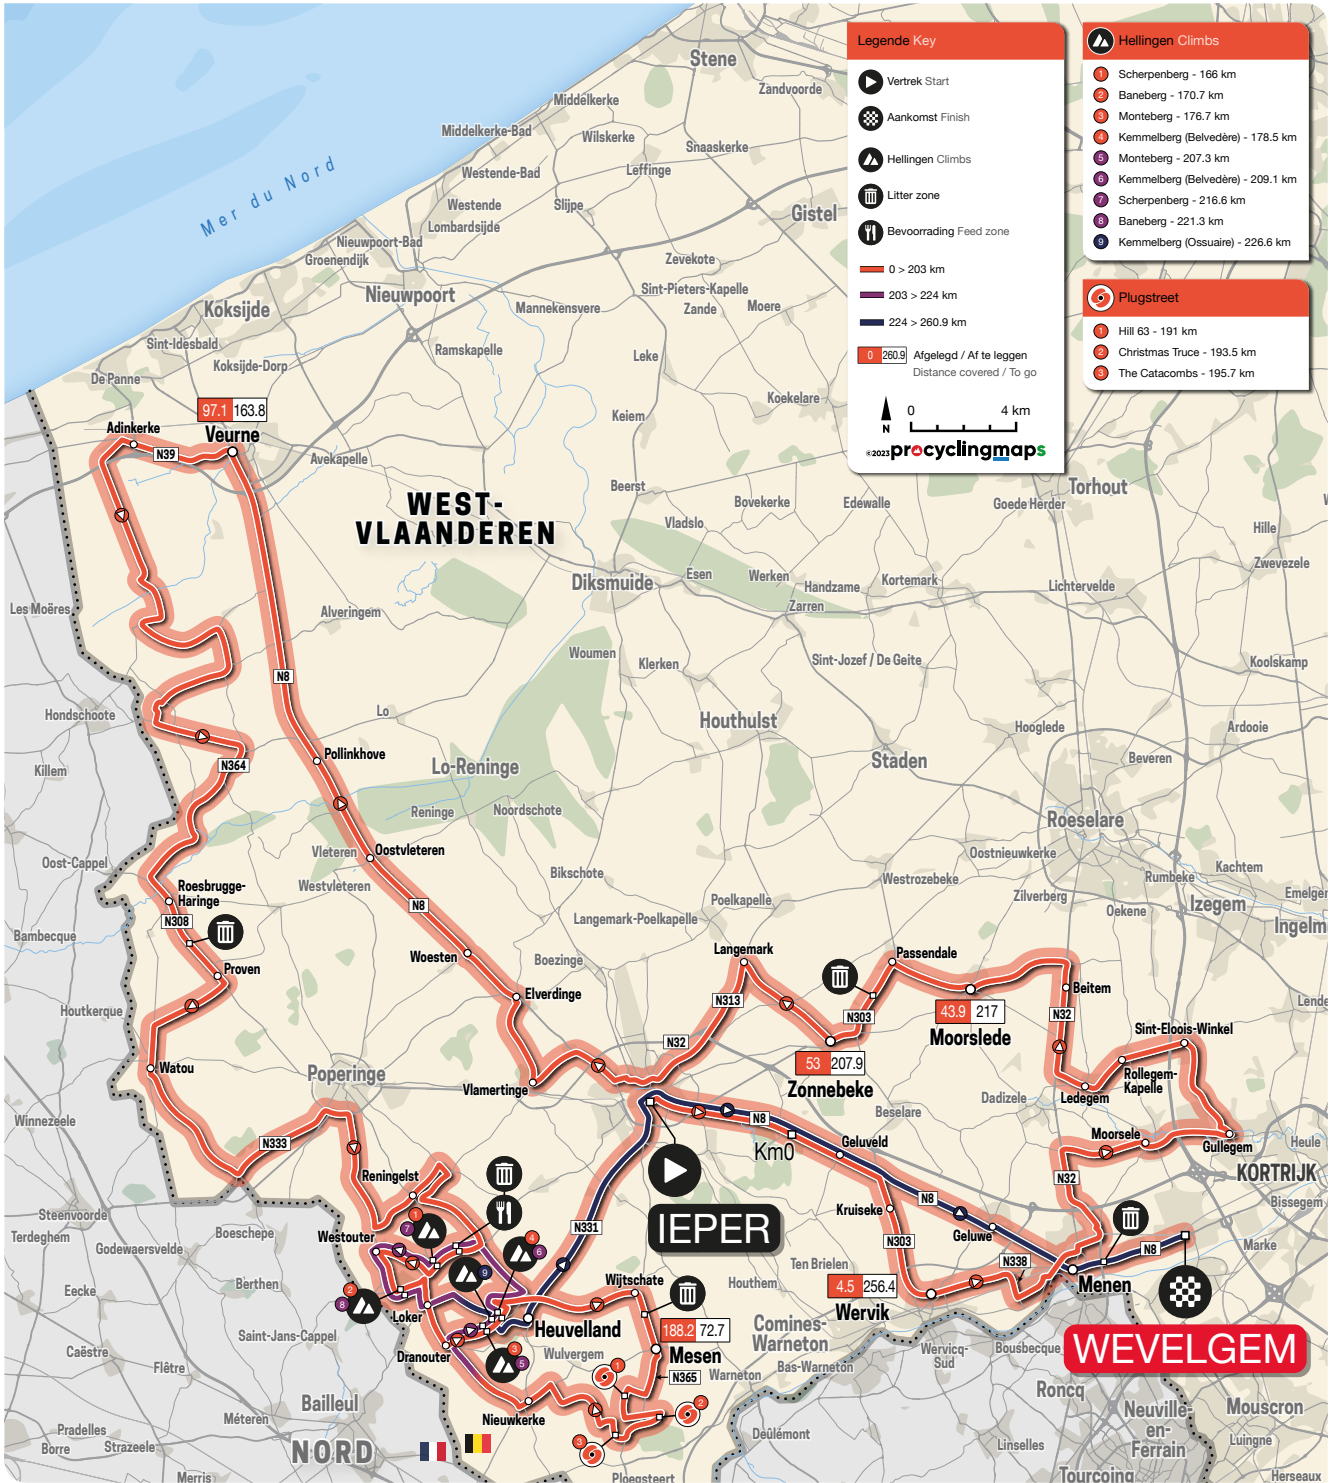 Legende Key
Vertrek Start
Aankomst Finish
Hellingen Climbs
Litter zone
Bevoorrading Feed zone
0 > 203 km
203 > 224 km
224 > 260.9 km
0 260.9 Afgelegd / Af te leggen
Distance covered / To go
N
0 4 km
©2023 procyclingmaps
Hellingen Climbs
1 Scherpenberg - 166 km
2 Baneberg - 170.7 km
3 Monteberg - 176.7 km
4 Kemmelberg (Belvedère) - 178.5 km
5 Monteberg - 207.3 km
6 Kemmelberg (Belvedère) - 209.1 km
7 Scherpenberg - 216.6 km
8 Baneberg - 221.3 km
9 Kemmelberg (Ossuaire) - 226.6 km
Plugstreet
1 Hill 63 - 191 km
2 Christmas Truce - 193.5 km
3 The Catacombs - 195.7 km
Stene
Zandvoorde
Middelkerke
Middelkerke-Bad
Wilskerke
Snaaskerke
Westende-Bad
Leffinge
Mer du Nord
Westende
Slijpe
Gistel
Lombardsijde
Nieuwpoort-Bad
Groenendijk
Zevekote
Nieuwpoort
Sint-Pieters-Kapelle
Koksijde
Mannekensvere
Zande
Moere
Sint-Idesbald
Ramskapelle
Leke
Koksijde-Dorp
De Panne
Koekelare
97.1 163.8
Keiem
Adinkerke
Veurne
N39
Avekapelle
Beerst
Torhout
WEST-
VLAANDEREN
Bovekerke
Edewalle
Goede Herder
Vladslo
Hille
Zwevezele
Diksmuide
Esen
Werken
Handzame
Kortemark
Lichtervelde
Zarren
Les Moëres
Alveringem
Woumen
Klerken
Sint-Jozef / De Geite
Koolskamp
N8
Hondschoote
Lo
Houthulst
Hooglede
Ardooie
Pollinkhove
Staden
Beveren
Killem
N364
Lo-Reninge
Reninge
Noordschote
Roeselare
Vleteren
Oostvleteren
Oostnieuwkerke
Oost-Cappel
Kachtem
Westvleteren
Bikschote
Westrozebeke
Rumbeke
Emelgem
Roesbrugge-
Haringe
Zilverberg
Izegem
Poelkapelle
Oekene
N8
N308
Langemark-Poelkapelle
Bambecque
Langemark
Passendale
Woesten
Boezinge
Proven
Beitem
Elverdinge
N313
Houtkerque
N303
43.9 217
Moorslede
N32
Sint-Eloois-Winkel
N32
53 207.9
Zonnebeke
Watou
Poperinge
Rollegem-
Kapelle
Vlamertinge
Ledegem
Dadizele
Beselare
Winnezele
N8
Km0
Moorsele
Heule
N333
Geluveld
Gullegem
KORTRIJK
Reningelst
N32
Steenvoorde
Terdeghem
Bissegem
IEPER
Kruiseke
N8
1
7
N331
Boeschepe
Westouter
Geluwe
N303
4
6
Marke
Godewaersvelde
N8
Ten Brielen
N338
9
Eecke
Berthen
Wijtschate
Houthem
4.5 256.4
Wervik
Menen
2
8
Loker
Heuvelland
188.2 72.7
Mesen
Comines-
Warneton
WEVELGEM
Saint-Jans-Cappel
Caëstre
Flêtre
Dranouter
3
5
Wulvergem
1
N365
Warneton
Bas-Warneton
Wervicq-
Sud
Bousbecque
Roncq
Bailleul
Méteren
Nieuwkerke
2
Neuville-
en-
Ferrain
Mouscron
Pradelles
Borre
Strazeele
3
Deûlémont
Linselles
Luingne
NORD
Merris
Ploegsteert
Tourcoing
Herseaux